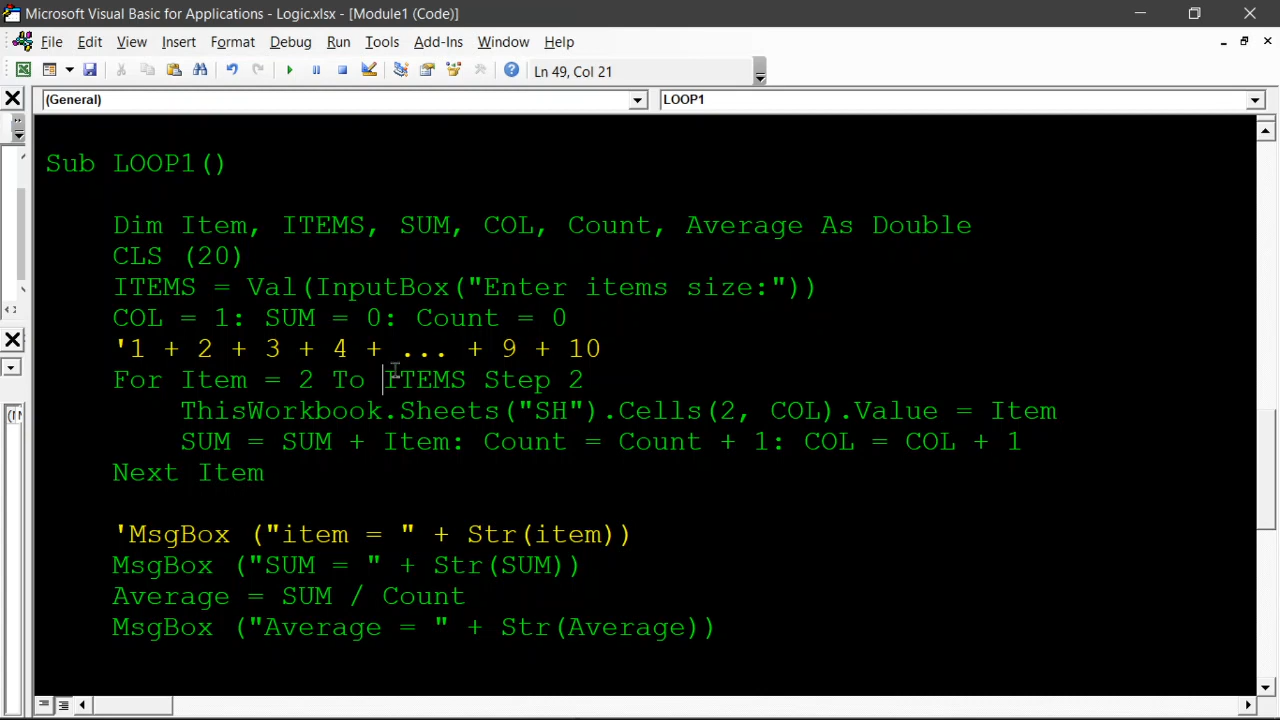 Microsoft Visual Basic for Applications - Logic.xlsx - [Module1 (Code)]
File Edit View Insert Format Debug Run Tools Add-Ins Window Help
Ln 49, Col 21
(General) LOOP1
Sub LOOP1()
Dim Item, ITEMS, SUM, COL, Count, Average As Double
CLS (20)
ITEMS = Val(InputBox("Enter items size:"))
COL = 1: SUM = 0: Count = 0
'1 + 2 + 3 + 4 + ... + 9 + 10
For Item = 2 To ITEMS Step 2
ThisWorkbook.Sheets("SH").Cells(2, COL).Value = Item
SUM = SUM + Item: Count = Count + 1: COL = COL + 1
Next Item
'MsgBox ("item = " + Str(item))
MsgBox ("SUM = " + Str(SUM))
Average = SUM / Count
MsgBox ("Average = " + Str(Average))